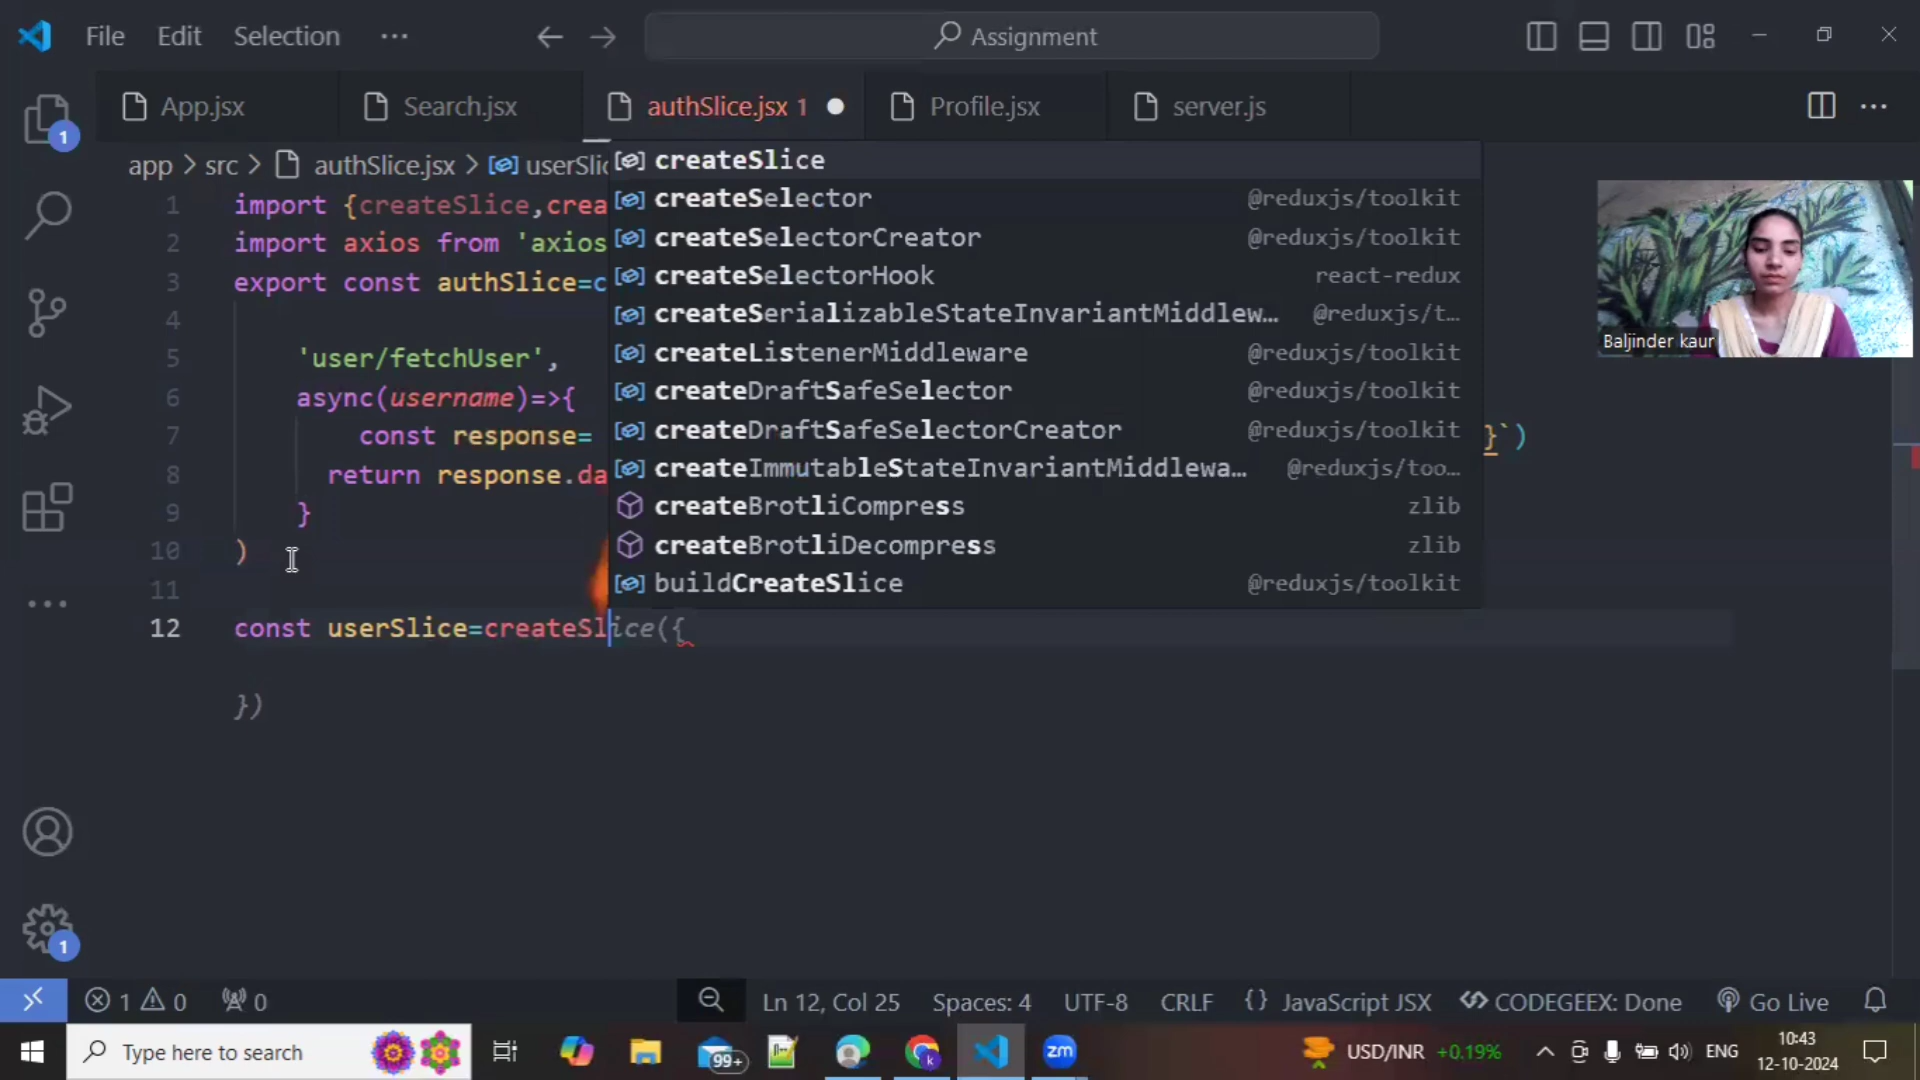 File Edit Selection ... Assignment
App.jsx Search.jsx authSlice.jsx 1 Profile.jsx server.js
app > src > authSlice.jsx > userSlic
1 import {createSlice,crea
2 import axios from 'axios
3 export const authSlice=c
4
5 'user/fetchUser',
6 async(username)=>{
7 const response= }`)
8 return response.da
9 }
10 )
11
12 const userSlice=createSlice({
})
createSlice
createSelector @reduxjs/toolkit
createSelectorCreator @reduxjs/toolkit
createSelectorHook react-redux
createSerializableStateInvariantMiddlew… @reduxjs/t…
createListenerMiddleware @reduxjs/toolkit
createDraftSafeSelector @reduxjs/toolkit
createDraftSafeSelectorCreator @reduxjs/toolkit
createImmutableStateInvariantMiddlewa… @reduxjs/too…
createBrotliCompress zlib
createBrotliDecompress zlib
buildCreateSlice @reduxjs/toolkit
Baljinder kaur
1
1
1 0 0 Ln 12, Col 25 Spaces: 4 UTF-8 CRLF {} JavaScript JSX CODEGEEX: Done Go Live
Type here to search 99+ k zm USD/INR +0.19% ENG 10:43
12-10-2024